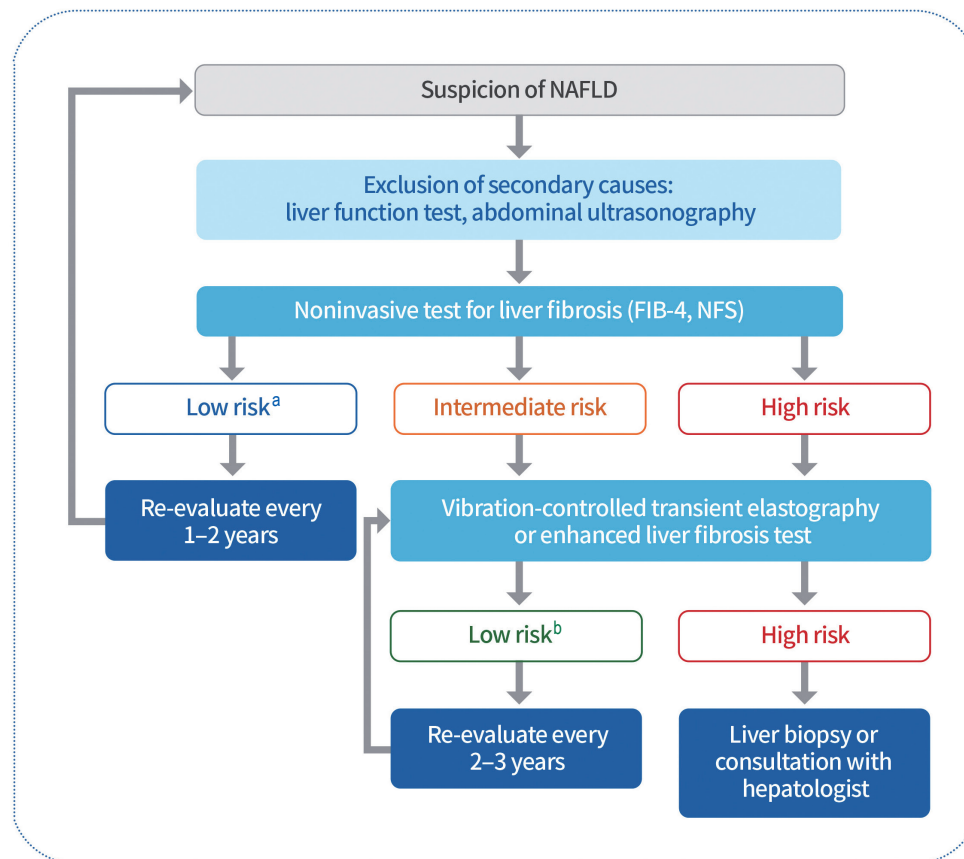 Suspicion of NAFLD
Exclusion of secondary causes:
liver function test, abdominal ultrasonography
Noninvasive test for liver fibrosis (FIB-4, NFS)
Low riskᵃ
Intermediate risk
High risk
Re-evaluate every
1–2 years
Vibration-controlled transient elastography
or enhanced liver fibrosis test
Low riskᵇ
High risk
Re-evaluate every
2–3 years
Liver biopsy or
consultation with
hepatologist